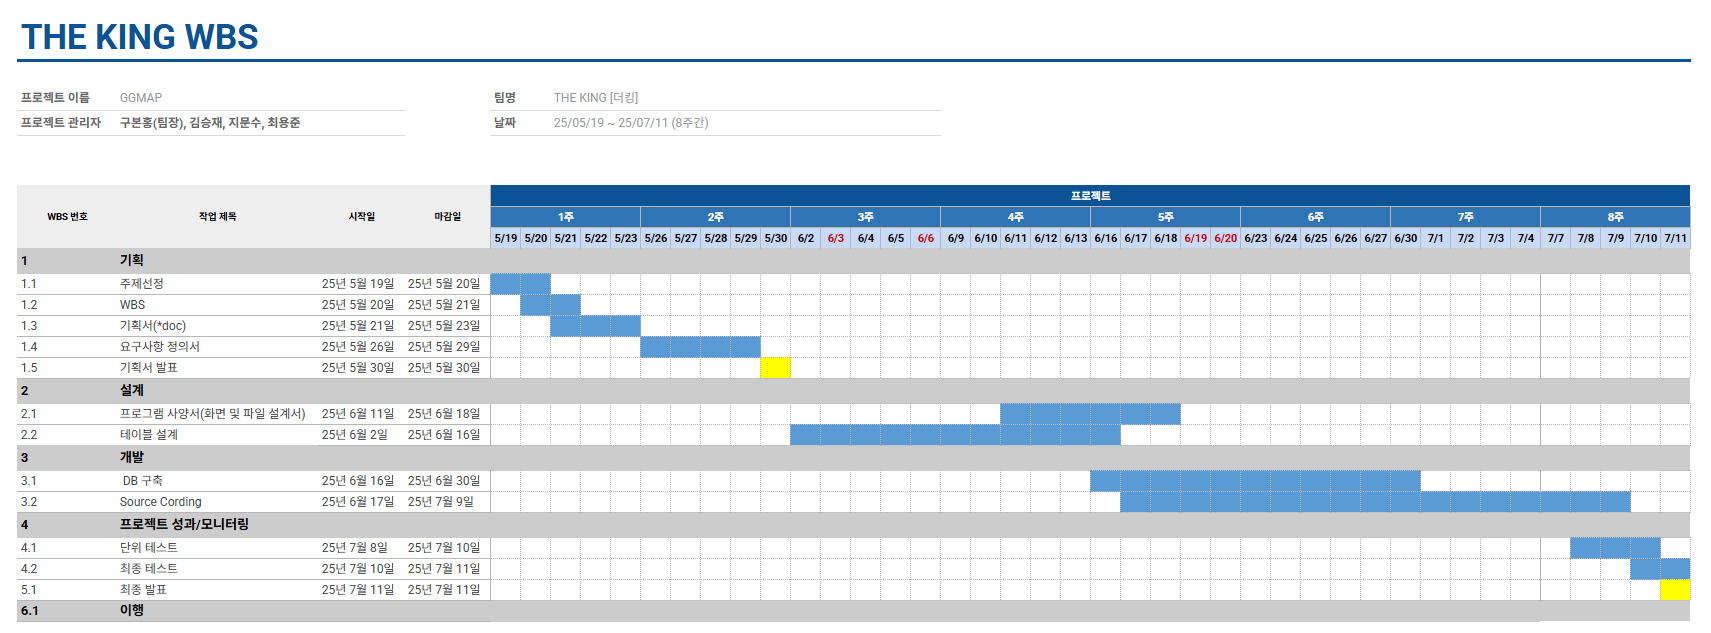 THE KING WBS
프로젝트 이름 GGMAP 팀명 THE KING [더킹]
프로젝트 관리자 구본홍(팀장), 김승재, 지문수, 최용준 날짜 25/05/19 ~ 25/07/11 (8주간)
프로젝트
WBS 번호 작업 제목 시작일 마감일 1주 2주 3주 4주 5주 6주 7주 8주
5/19 5/20 5/21 5/22 5/23 5/26 5/27 5/28 5/29 5/30 6/2 6/3 6/4 6/5 6/6 6/9 6/10 6/11 6/12 6/13 6/16 6/17 6/18 6/19 6/20 6/23 6/24 6/25 6/26 6/27 6/30 7/1 7/2 7/3 7/4 7/7 7/8 7/9 7/10 7/11
1 기획
1.1 주제선정 25년 5월 19일 25년 5월 20일
1.2 WBS 25년 5월 20일 25년 5월 21일
1.3 기획서(*doc) 25년 5월 21일 25년 5월 23일
1.4 요구사항 정의서 25년 5월 26일 25년 5월 29일
1.5 기획서 발표 25년 5월 30일 25년 5월 30일
2 설계
2.1 프로그램 사양서(화면 및 파일 설계서) 25년 6월 11일 25년 6월 18일
2.2 테이블 설계 25년 6월 2일 25년 6월 16일
3 개발
3.1 DB 구축 25년 6월 16일 25년 6월 30일
3.2 Source Cording 25년 6월 17일 25년 7월 9일
4 프로젝트 성과/모니터링
4.1 단위 테스트 25년 7월 8일 25년 7월 10일
4.2 최종 테스트 25년 7월 10일 25년 7월 11일
5.1 최종 발표 25년 7월 11일 25년 7월 11일
6.1 이행